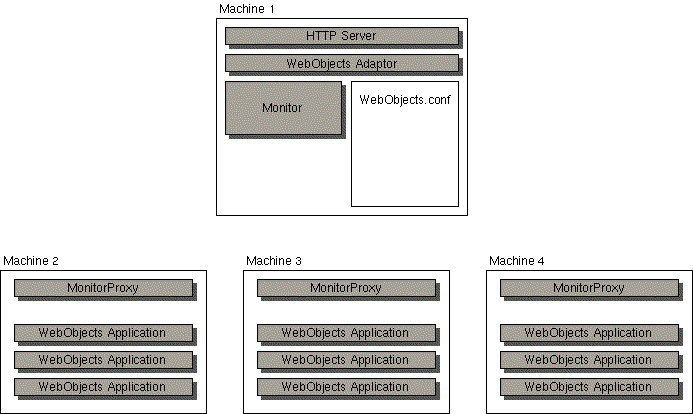 Machine 1
HTTP Server
WebObjects Adaptor
Monitor
WebObjects.conf
Machine 2
MonitorProxy
WebObjects Application
WebObjects Application
WebObjects Application
Machine 3
MonitorProxy
WebObjects Application
WebObjects Application
WebObjects Application
Machine 4
MonitorProxy
WebObjects Application
WebObjects Application
WebObjects Application